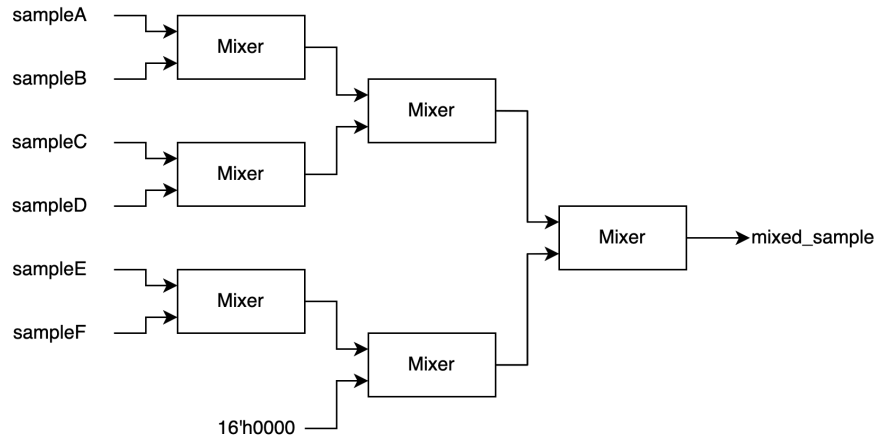 sampleA
Mixer
sampleB
Mixer
sampleC
Mixer
sampleD
Mixer
mixed_sample
sampleE
Mixer
sampleF
Mixer
16'h0000